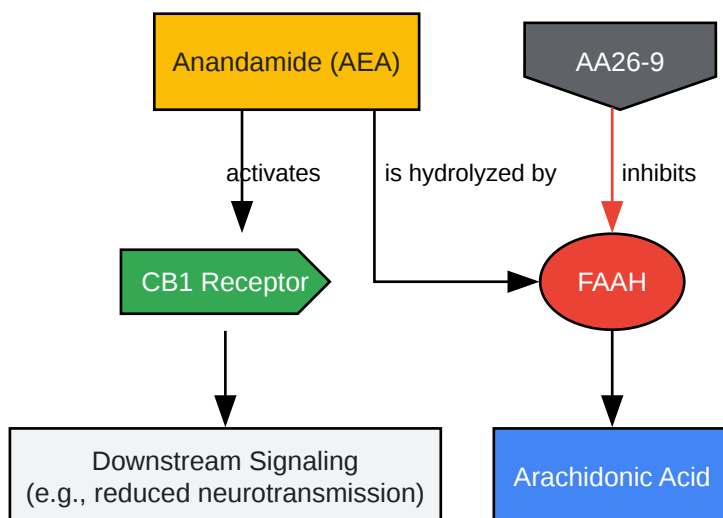 Anandamide (AEA)
AA26-9
activates
is hydrolyzed by
inhibits
CB1 Receptor
FAAH
Downstream Signaling
(e.g., reduced neurotransmission)
Arachidonic Acid